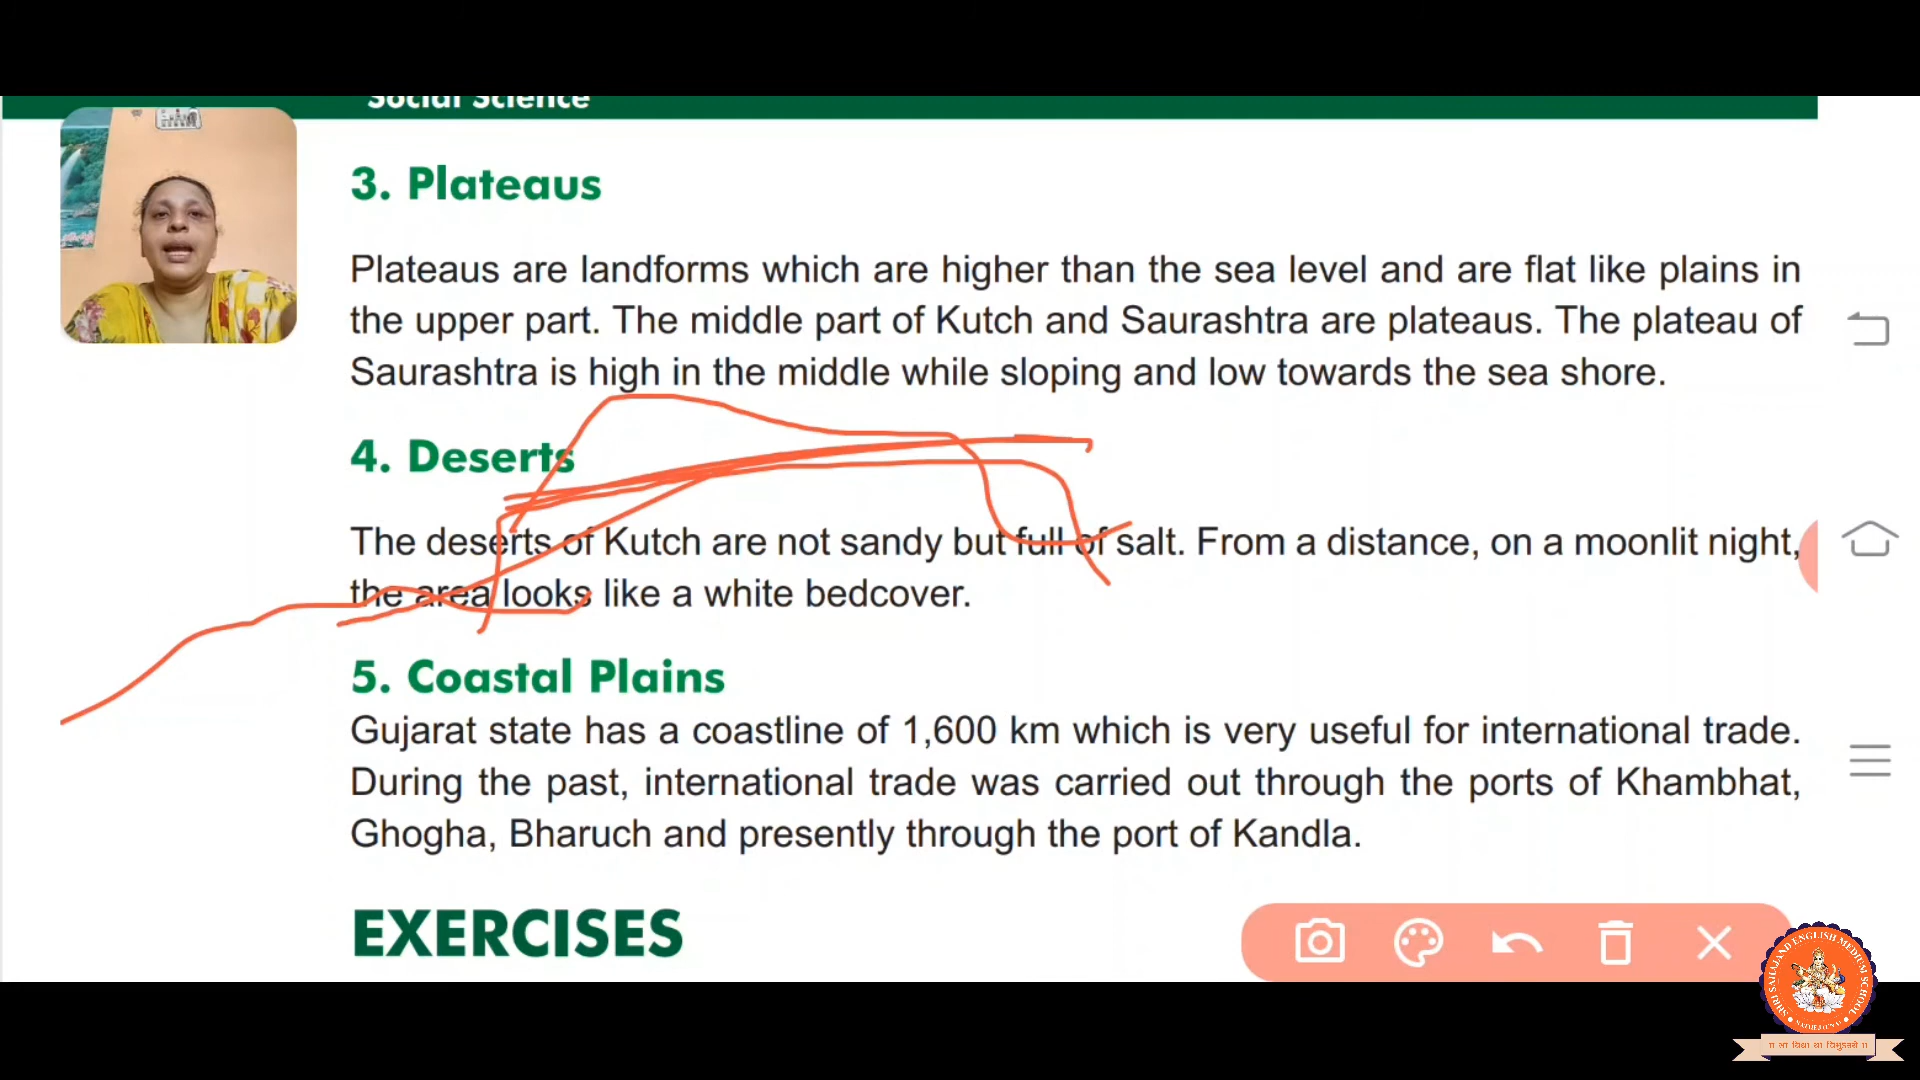 Social Science
3. Plateaus
Plateaus are landforms which are higher than the sea level and are flat like plains in
the upper part. The middle part of Kutch and Saurashtra are plateaus. The plateau of
Saurashtra is high in the middle while sloping and low towards the sea shore.
4. Deserts
The deserts of Kutch are not sandy but full of salt. From a distance, on a moonlit night,
the area looks like a white bedcover.
5. Coastal Plains
Gujarat state has a coastline of 1,600 km which is very useful for international trade.
During the past, international trade was carried out through the ports of Khambhat,
Ghogha, Bharuch and presently through the port of Kandla.
EXERCISES
SHRI SAHAJANAND ENGLISH MEDIUM SCHOOL
॥ सा विद्या या विमुक्तये ॥